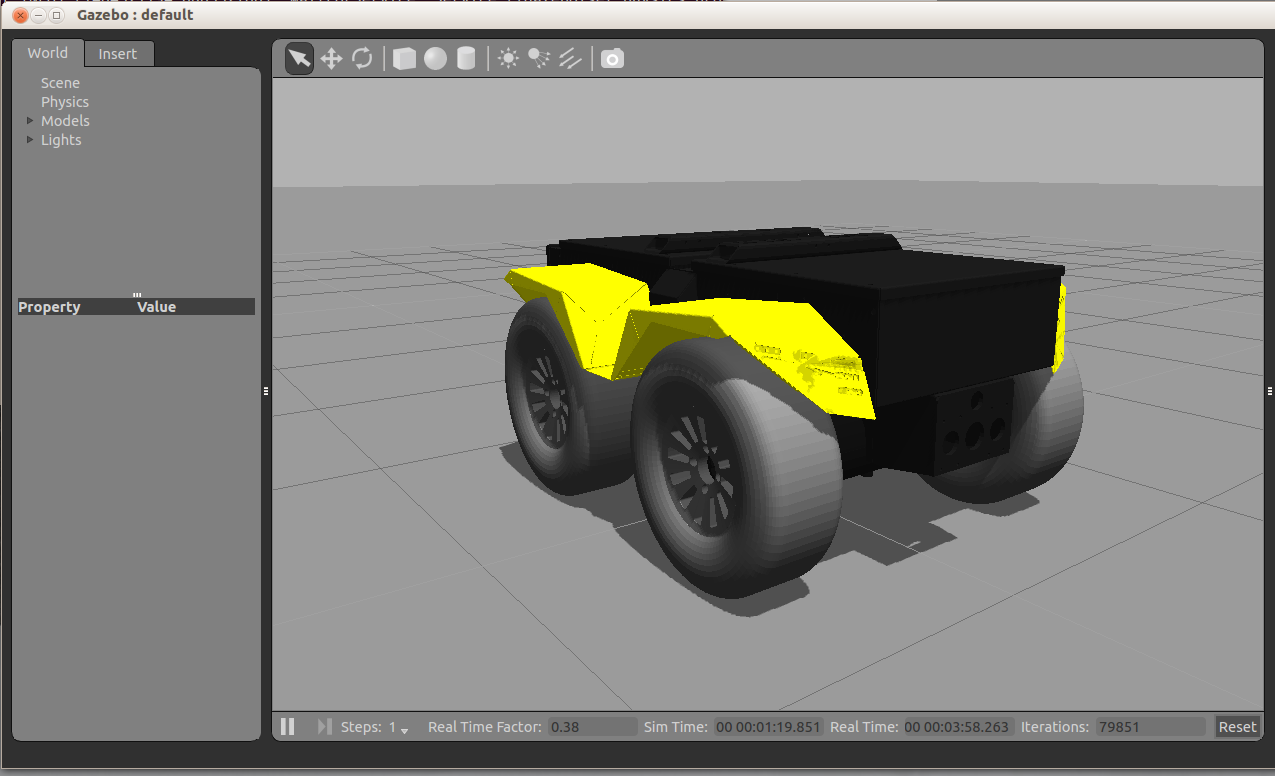 Gazebo : default
World Insert
Scene
Physics
Models
Lights
Property Value
Steps: 1 Real Time Factor: 0.38 Sim Time: 00 00:01:19.851 Real Time: 00 00:03:58.263 Iterations: 79851 Reset